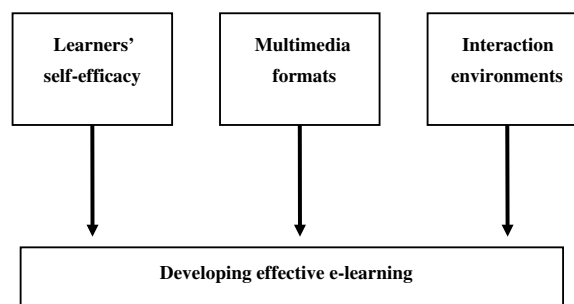 Learners’
self-efficacy
Multimedia
formats
Interaction
environments
Developing effective e-learning